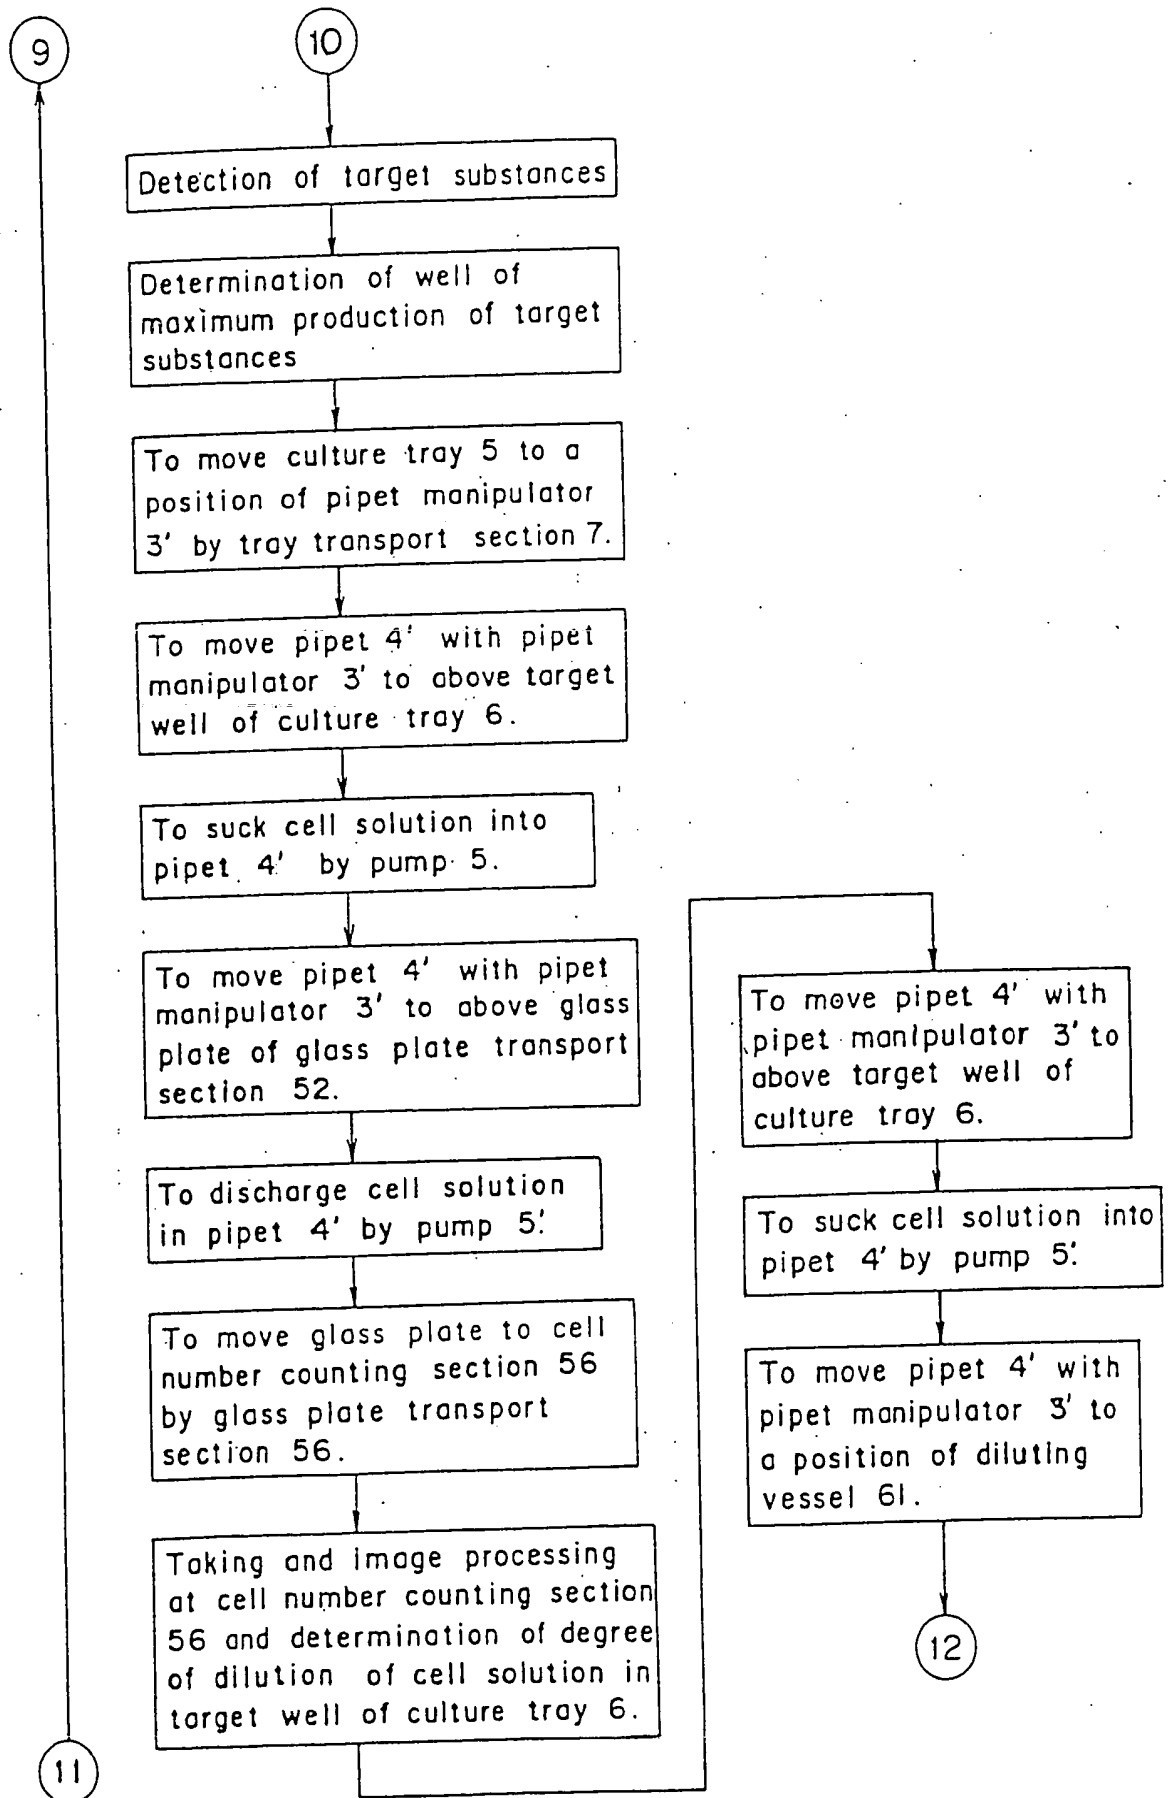 9
10
Detection of target substances
Determination of well of
maximum production of target
substances
To move culture tray 5 to a
position of pipet manipulator
3' by tray transport section 7.
To move pipet 4' with pipet
manipulator 3' to above target
well of culture tray 6.
To suck cell solution into
pipet 4' by pump 5.
To move pipet 4' with pipet
manipulator 3' to above glass
plate of glass plate transport
section 52.
To discharge cell solution
in pipet 4' by pump 5'.
To move glass plate to cell
number counting section 56
by glass plate transport
section 56.
Taking and image processing
at cell number counting section
56 and determination of degree
of dilution of cell solution in
target well of culture tray 6.
11
To move pipet 4' with
pipet manipulator 3' to
above target well of
culture tray 6.
To suck cell solution into
pipet 4' by pump 5'.
To move pipet 4' with
pipet manipulator 3' to
a position of diluting
vessel 61.
12